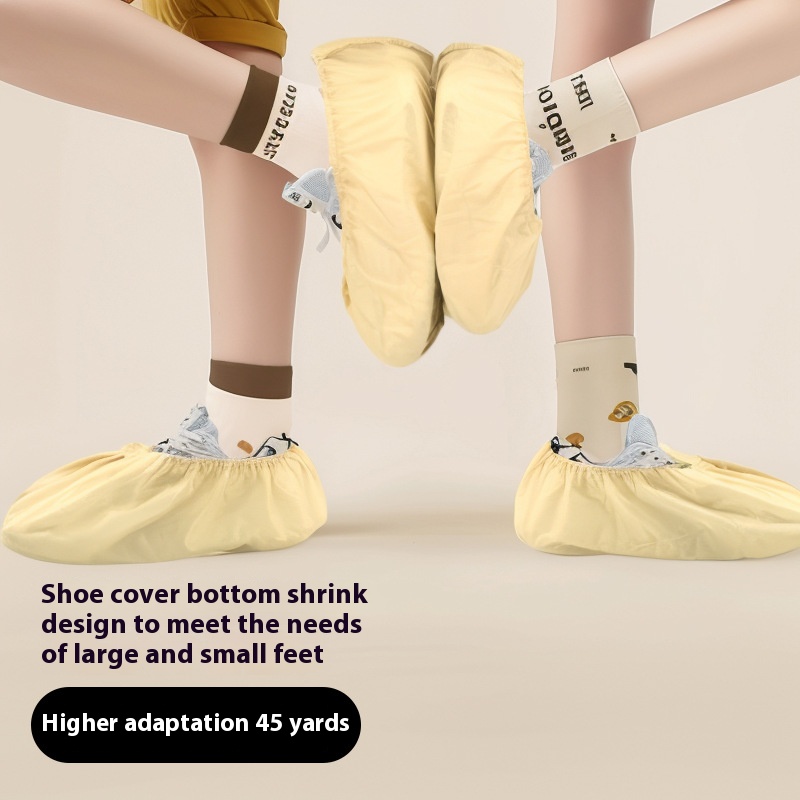 Shoe cover bottom shrink
design to meet the needs
of large and small feet
Higher adaptation 45 yards